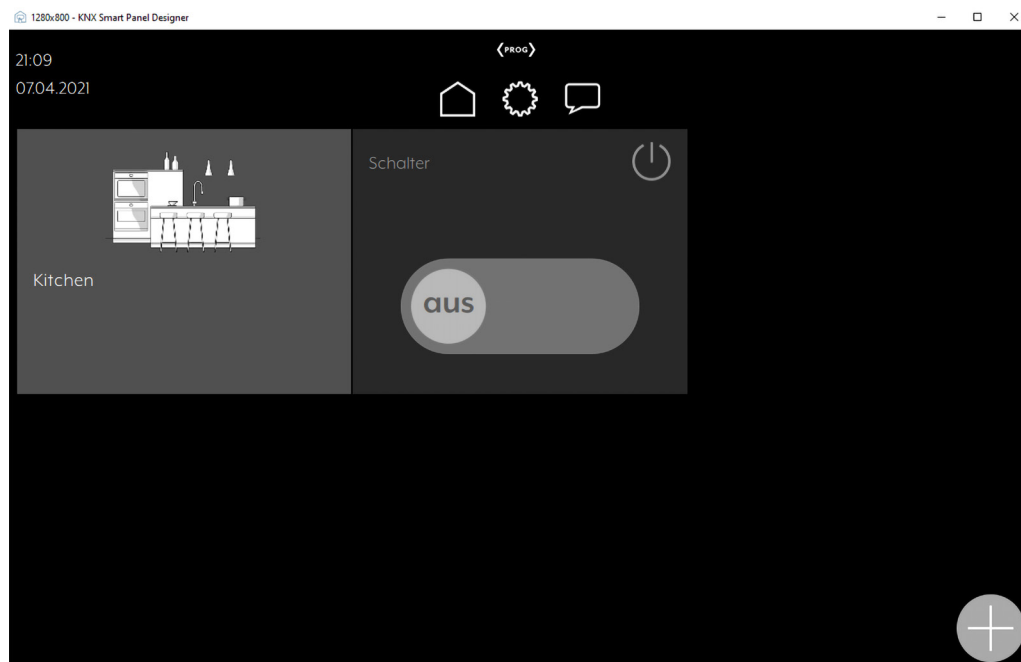 1280x800 - KNX Smart Panel Designer
21:09
07.04.2021
PROG
Kitchen
Schalter
aus